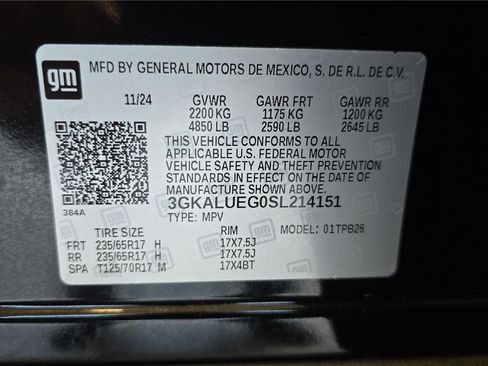 gm MFD BY GENERAL MOTORS DE MEXICO, S. DE R.L. DE C.V.
11/24 GVWR GAWR FRT GAWR RR
2200 KG 1175 KG 1200 KG
4850 LB 2590 LB 2645 LB
THIS VEHICLE CONFORMS TO ALL
APPLICABLE U.S. FEDERAL MOTOR
VEHICLE SAFETY AND THEFT PREVENTION
STANDARDS IN EFFECT ON THE DATE OF
MANUFACTURE SHOWN ABOVE.
384A 3GKALUEG0SL214151
TYPE: MPV
TIRE SIZE RIM MODEL: 01TPB26
FRT 235/65R17 H 17X7.5J
RR 235/65R17 H 17X7.5J
SPA T125/70R17 M 17X4BT